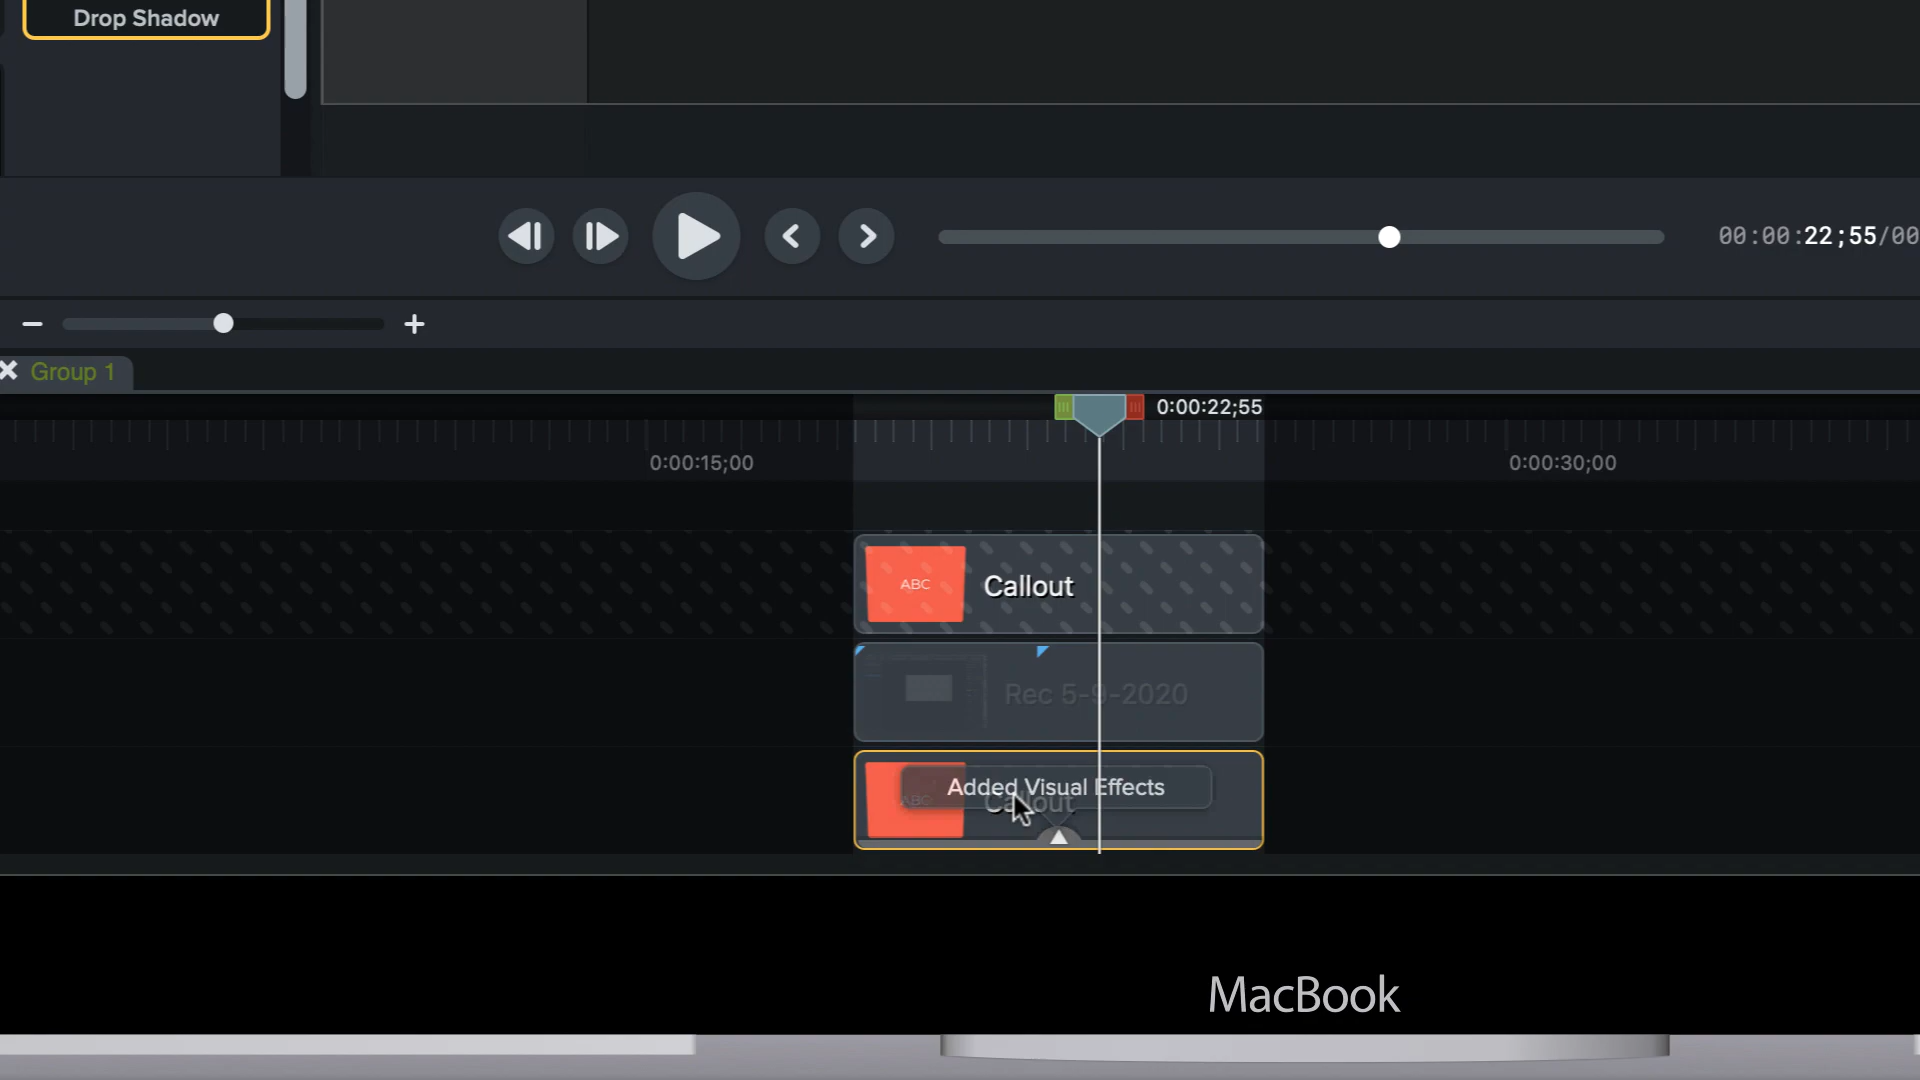 Drop Shadow
00:00:22;55/00
Group 1
0:00:22;55
0:00:15;00
0:00:30;00
ABC
Callout
Rec 5-9-2020
Added Visual Effects
ABC
Callout
MacBook